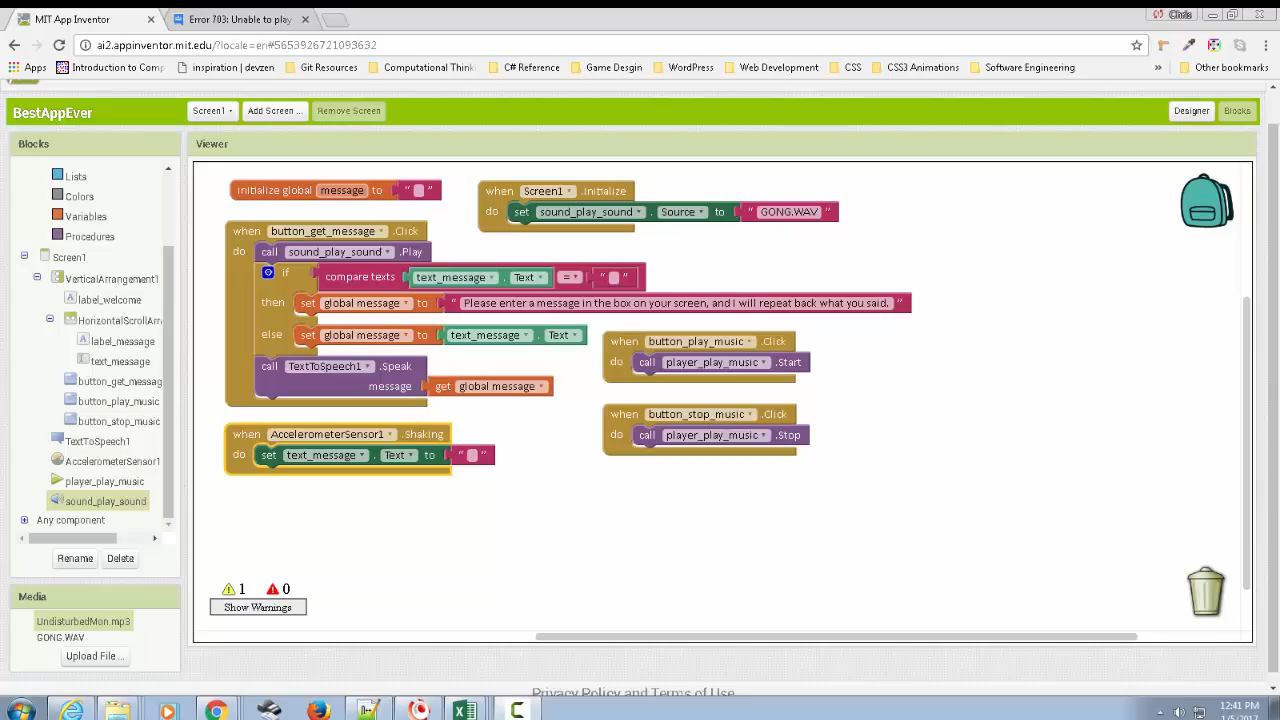 MIT App Inventor
Error 703: Unable to play
Chris
ai2.appinventor.mit.edu/?locale=en#5653926721093632
Apps Introduction to Comp inspiration | devzen Git Resources Computational Thinking C# Reference Game Desgin WordPress Web Development CSS CSS3 Animations Software Engineering » Other bookmarks
BestAppEver
Screen1 Add Screen ... Remove Screen Designer Blocks
Blocks
Lists
Colors
Variables
Procedures
Screen1
VerticalArrangement1
label_welcome
HorizontalScrollArr
label_message
text_message
button_get_messag
button_play_music
button_stop_music
TextToSpeech1
AccelerometerSensor1
player_play_music
sound_play_sound
Any component
Rename Delete
Media
UndisturbedMon.mp3
GONG.WAV
Upload File ...
Viewer
initialize global message to " "
when Screen1 .Initialize
do set sound_play_sound . Source to " GONG.WAV "
when button_get_message .Click
do call sound_play_sound .Play
if compare texts text_message . Text = " "
then set global message to " Please enter a message in the box on your screen, and I will repeat back what you said. "
else set global message to text_message . Text
call TextToSpeech1 .Speak
message get global message
when button_play_music .Click
do call player_play_music .Start
when button_stop_music .Click
do call player_play_music .Stop
when AccelerometerSensor1 .Shaking
do set text_message . Text to " "
1 0
Show Warnings
Privacy Policy and Terms of Use
12:41 PM
1/5/2017